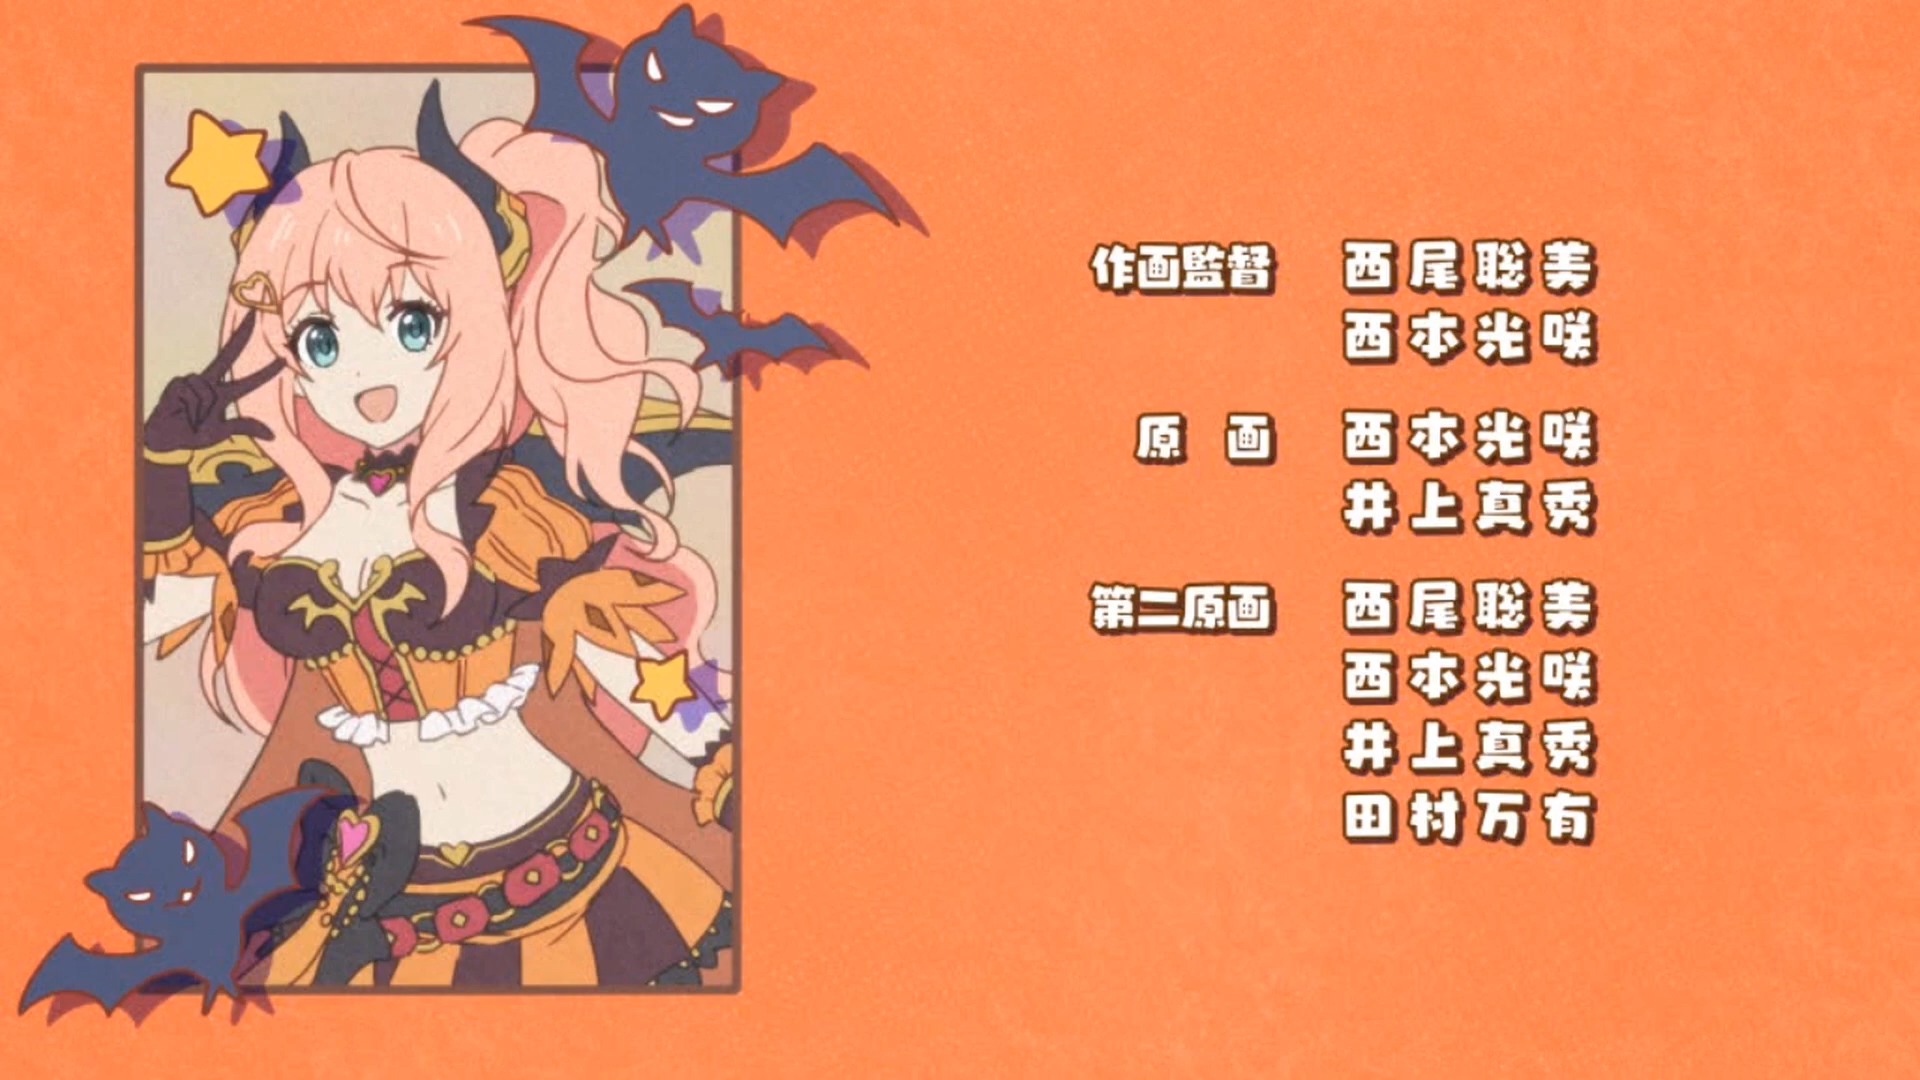 作画監督 西尾聡美
西本光咲
原画 西本光咲
井上真秀
第二原画 西尾聡美
西本光咲
井上真秀
田村万有